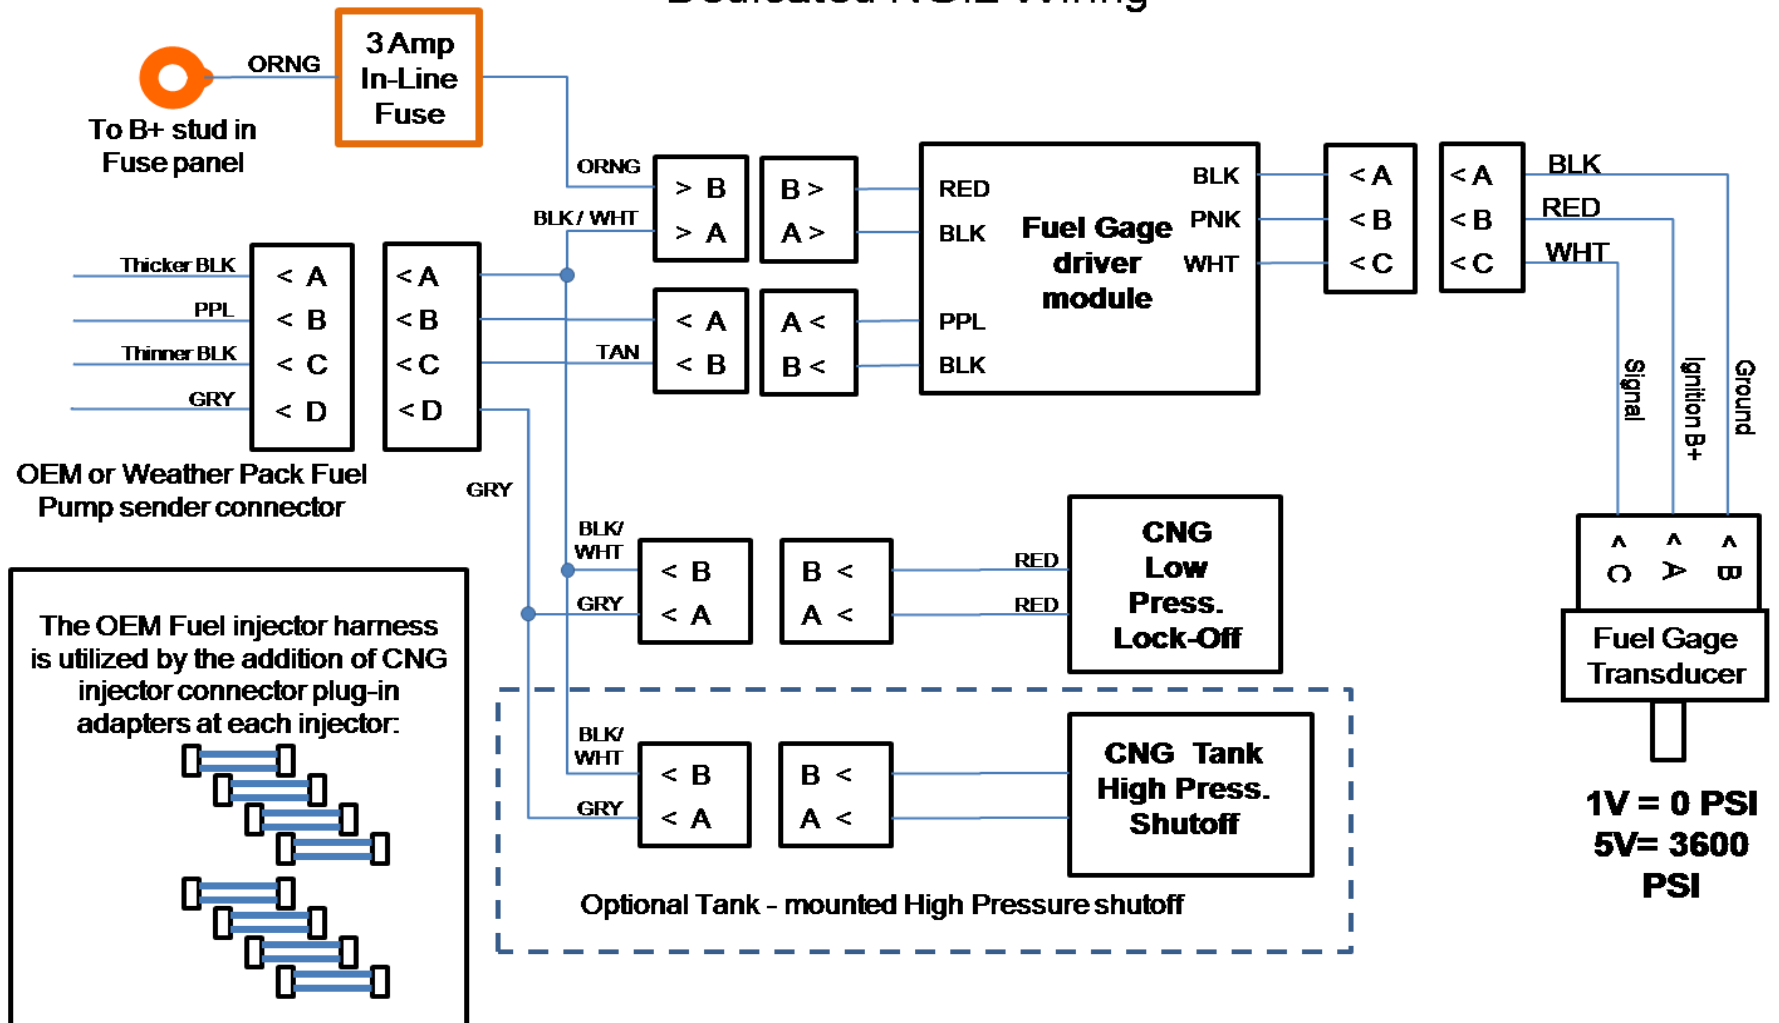 Dedicated NGIE Wiring
ORNG
3 Amp
In-Line
Fuse
To B+ stud in
Fuse panel
ORNG
BLK / WHT
> B
> A
B >
A >
RED
BLK
Fuel Gage
driver
module
BLK
PNK
WHT
< A
< B
< C
< A
< B
< C
BLK
RED
WHT
Thicker BLK
PPL
Thinner BLK
GRY
< A
< B
< C
< D
< A
< B
< C
< D
TAN
< A
< B
A <
B <
PPL
BLK
OEM or Weather Pack Fuel
Pump sender connector
GRY
Signal
Ignition B+
Ground
BLK/
WHT
GRY
< B
< A
B <
A <
RED
RED
CNG
Low
Press.
Lock-Off
< C
< A
< B
Fuel Gage
Transducer
1V = 0 PSI
5V= 3600
PSI
The OEM Fuel injector harness
is utilized by the addition of CNG
injector connector plug-in
adapters at each injector:
BLK/
WHT
GRY
< B
< A
B <
A <
CNG Tank
High Press.
Shutoff
Optional Tank - mounted High Pressure shutoff